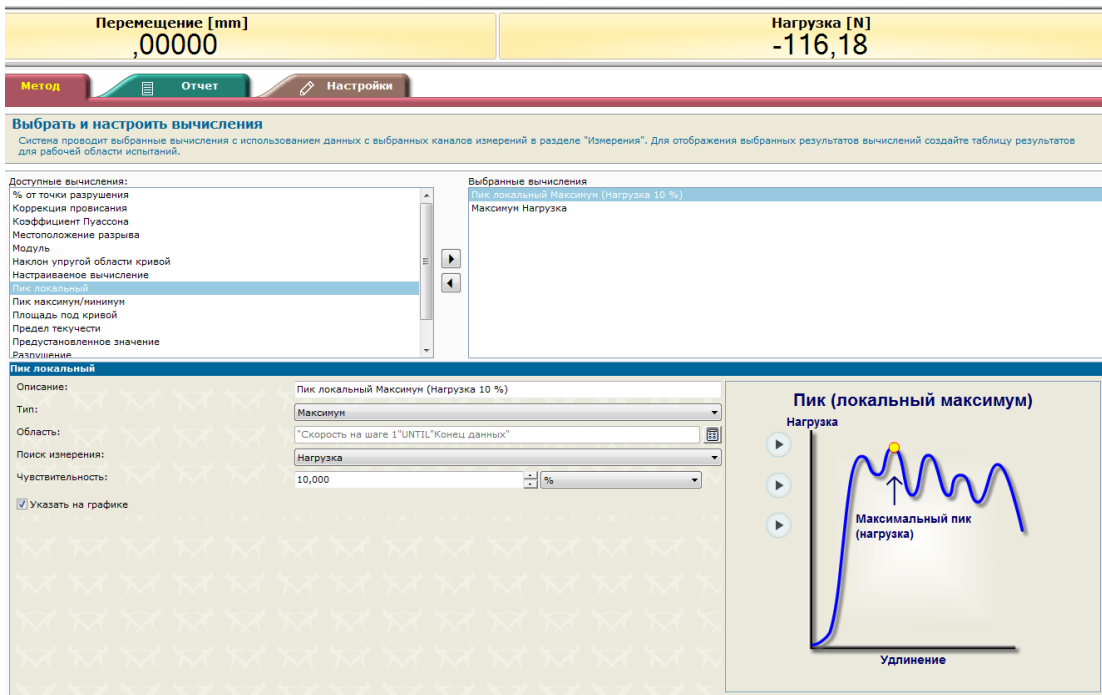 Перемещение [mm]
,00000
Нагрузка [N]
-116,18
Метод
Отчет
Настройки
Выбрать и настроить вычисления
Система проводит выбранные вычисления с использованием данных с выбранных каналов измерений в разделе "Измерения". Для отображения выбранных результатов вычислений создайте таблицу результатов
для рабочей области испытаний.
Доступные вычисления:
% от точки разрушения
Коррекция провисания
Коэффициент Пуассона
Местоположение разрыва
Модуль
Наклон упругой области кривой
Настраиваемое вычисление
Пик локальный
Пик максимум/минимум
Площадь под кривой
Предел текучести
Предустановленное значение
Разрушение
Выбранные вычисления
Пик локальный Максимум (Нагрузка 10 %)
Максимум Нагрузка
Пик локальный
Описание:
Пик локальный Максимум (Нагрузка 10 %)
Тип:
Максимум
Область:
"Скорость на шаге 1"UNTIL"Конец данных"
Поиск измерения:
Нагрузка
Чувствительность:
10,000
%
Указать на графике
Пик (локальный максимум)
Нагрузка
Максимальный пик
(нагрузка)
Удлинение